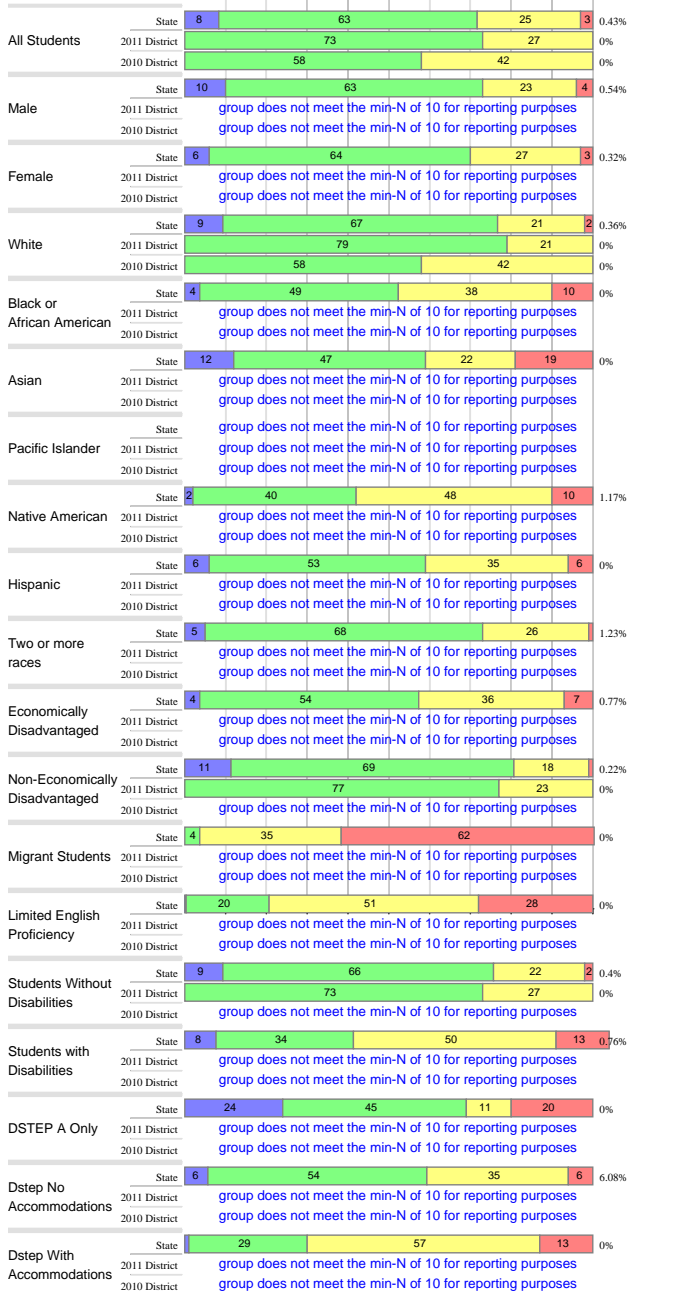 All Students
State 8 63 25 3 0.43%
2011 District 73 27 0%
2010 District 58 42 0%
Male
State 10 63 23 4 0.54%
2011 District group does not meet the min-N of 10 for reporting purposes
2010 District group does not meet the min-N of 10 for reporting purposes
Female
State 6 64 27 3 0.32%
2011 District group does not meet the min-N of 10 for reporting purposes
2010 District group does not meet the min-N of 10 for reporting purposes
White
State 9 67 21 2 0.36%
2011 District 79 21 0%
2010 District 58 42 0%
Black or
African American
State 4 49 38 10 0%
2011 District group does not meet the min-N of 10 for reporting purposes
2010 District group does not meet the min-N of 10 for reporting purposes
Asian
State 12 47 22 19 0%
2011 District group does not meet the min-N of 10 for reporting purposes
2010 District group does not meet the min-N of 10 for reporting purposes
Pacific Islander
State group does not meet the min-N of 10 for reporting purposes
2011 District group does not meet the min-N of 10 for reporting purposes
2010 District group does not meet the min-N of 10 for reporting purposes
Native American
State 2 40 48 10 1.17%
2011 District group does not meet the min-N of 10 for reporting purposes
2010 District group does not meet the min-N of 10 for reporting purposes
Hispanic
State 6 53 35 6 0%
2011 District group does not meet the min-N of 10 for reporting purposes
2010 District group does not meet the min-N of 10 for reporting purposes
Two or more
races
State 5 68 26 1.23%
2011 District group does not meet the min-N of 10 for reporting purposes
2010 District group does not meet the min-N of 10 for reporting purposes
Economically
Disadvantaged
State 4 54 36 7 0.77%
2011 District group does not meet the min-N of 10 for reporting purposes
2010 District group does not meet the min-N of 10 for reporting purposes
Non-Economically
Disadvantaged
State 11 69 18 0.22%
2011 District 77 23 0%
2010 District group does not meet the min-N of 10 for reporting purposes
Migrant Students
State 4 35 62 0%
2011 District group does not meet the min-N of 10 for reporting purposes
2010 District group does not meet the min-N of 10 for reporting purposes
Limited English
Proficiency
State 20 51 28 0%
2011 District group does not meet the min-N of 10 for reporting purposes
2010 District group does not meet the min-N of 10 for reporting purposes
Students Without
Disabilities
State 9 66 22 2 0.4%
2011 District 73 27 0%
2010 District group does not meet the min-N of 10 for reporting purposes
Students with
Disabilities
State 8 34 50 13 0.76%
2011 District group does not meet the min-N of 10 for reporting purposes
2010 District group does not meet the min-N of 10 for reporting purposes
DSTEP A Only
State 24 45 11 20 0%
2011 District group does not meet the min-N of 10 for reporting purposes
2010 District group does not meet the min-N of 10 for reporting purposes
Dstep No
Accommodations
State 6 54 35 6 6.08%
2011 District group does not meet the min-N of 10 for reporting purposes
2010 District group does not meet the min-N of 10 for reporting purposes
Dstep With
Accommodations
State 29 57 13 0%
2011 District group does not meet the min-N of 10 for reporting purposes
2010 District group does not meet the min-N of 10 for reporting purposes